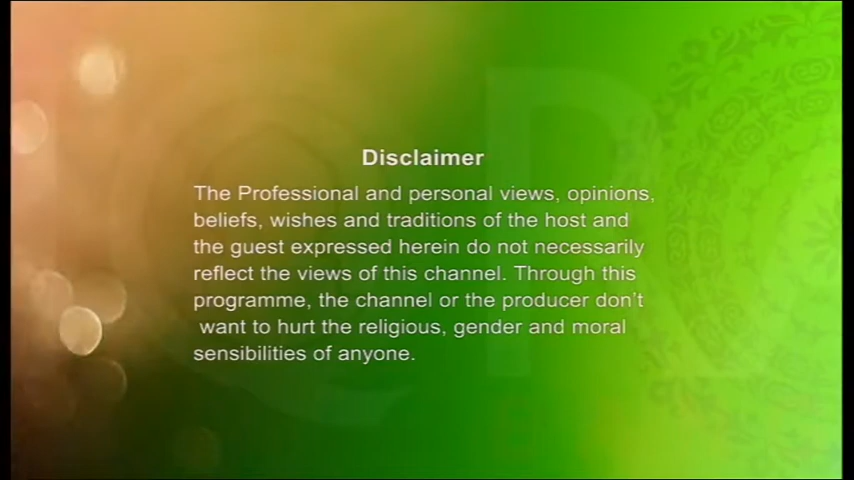 Disclaimer
The Professional and personal views, opinions,
beliefs, wishes and traditions of the host and
the guest expressed herein do not necessarily
reflect the views of this channel. Through this
programme, the channel or the producer don't
want to hurt the religious, gender and moral
sensibilities of anyone.